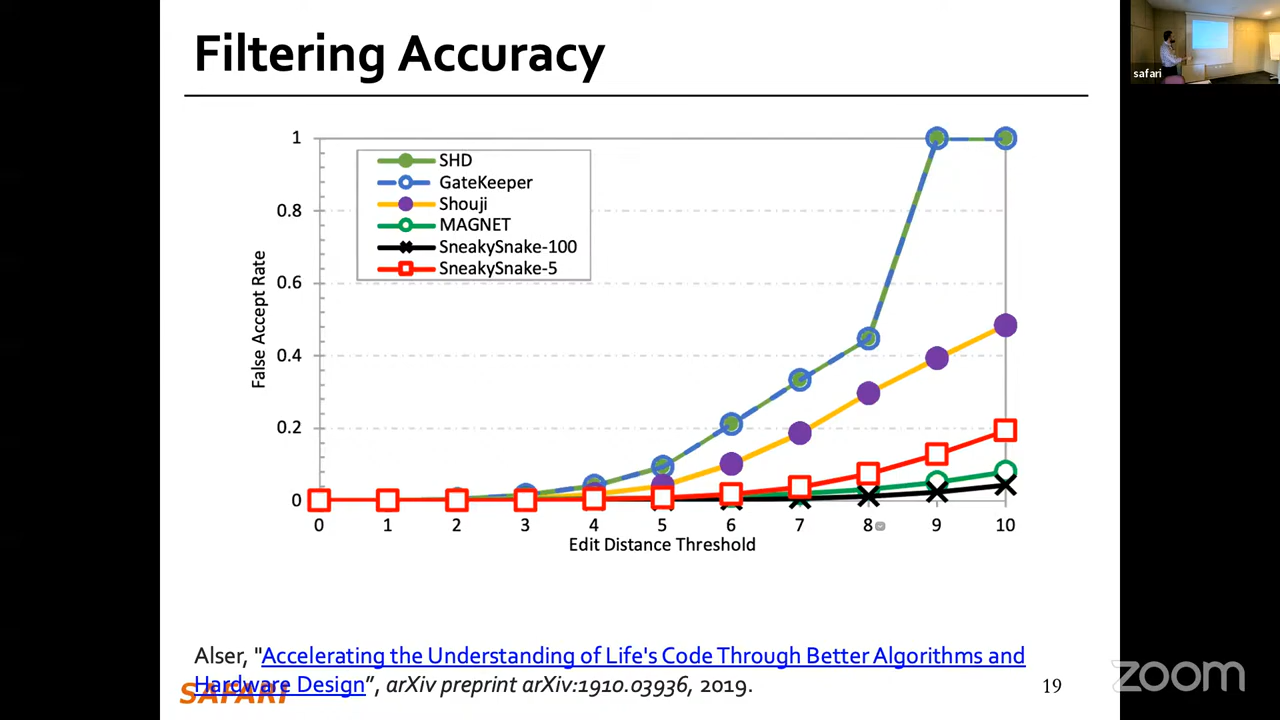 Filtering Accuracy
safari
1
0.8
0.6
0.4
0.2
0
False Accept Rate
SHD
GateKeeper
Shouji
MAGNET
SneakySnake-100
SneakySnake-5
0 1 2 3 4 5 6 7 8 9 10
Edit Distance Threshold
Alser, "Accelerating the Understanding of Life's Code Through Better Algorithms and
Hardware Design”, arXiv preprint arXiv:1910.03936, 2019.
SAFARI
19
zoom